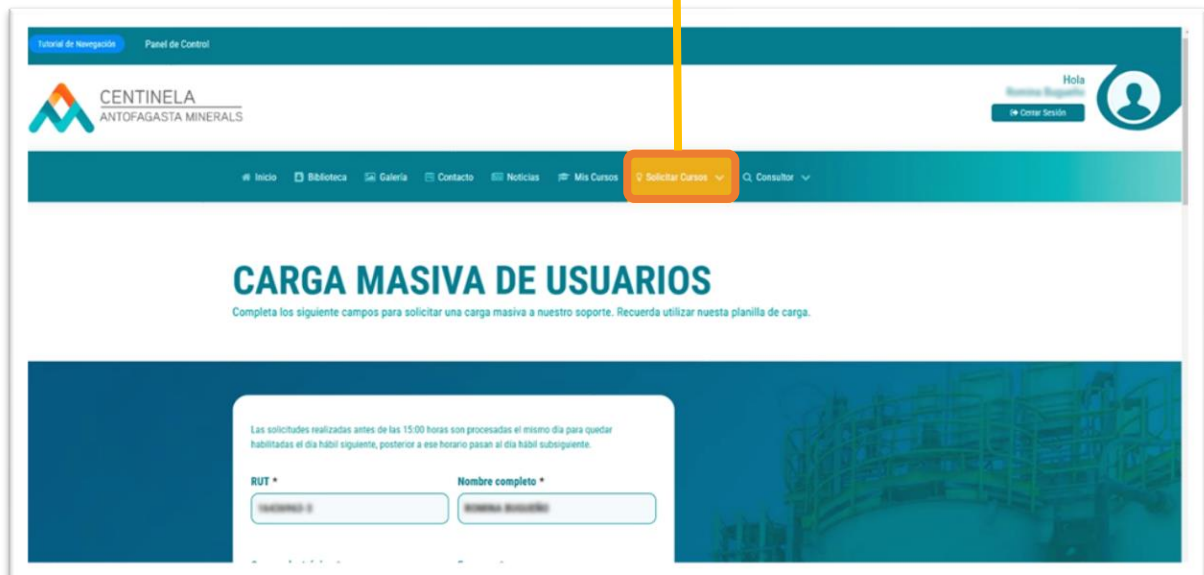 Tutorial de Navegación Panel de Control
Hola
CENTINELA
ANTOFAGASTA MINERALS
Cerrar Sesión
Inicio Biblioteca Galería Contacto Noticias Mis Cursos Solicitar Cursos Consultor
CARGA MASIVA DE USUARIOS
Completa los siguiente campos para solicitar una carga masiva a nuestro soporte. Recuerda utilizar nuesta planilla de carga.
Las solicitudes realizadas antes de las 15:00 horas son procesadas el mismo día para quedar
habilitadas el día hábil siguiente, posterior a ese horario pasan al día hábil subsiguiente.
RUT * Nombre completo *